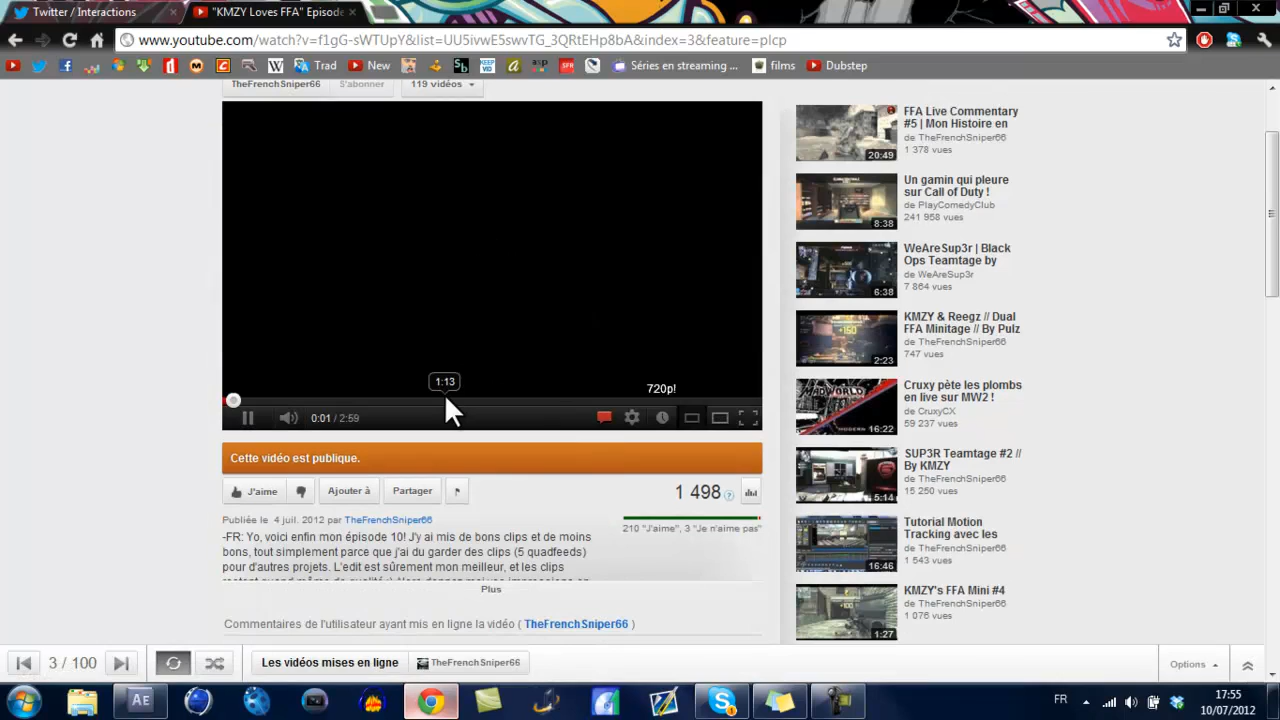 Twitter / Interactions
"KMZY Loves FFA" Episode
www.youtube.com/watch?v=f1gG-sWTUpY&list=UU5ivwE5swvTG_3QRtEHp8bA&index=3&feature=plcp
Trad
New
Séries en streaming ...
films
Dubstep
TheFrenchSniper66
S'abonner
119 vidéos
1:13
720p!
0:01 / 2:59
Cette vidéo est publique.
J'aime
Ajouter à
Partager
1 498
Publiée le 4 juil. 2012 par TheFrenchSniper66
210 "J'aime", 3 "Je n'aime pas"
-FR: Yo, voici enfin mon épisode 10! J'y ai mis de bons clips et de moins
bons, tout simplement parce que j'ai du garder des clips (5 quadfeeds)
pour d'autres projets. L'edit est sûrement mon meilleur, et les clips
Plus
Commentaires de l'utilisateur ayant mis en ligne la vidéo ( TheFrenchSniper66 )
FFA Live Commentary
#5 | Mon Histoire en
de TheFrenchSniper66
1 378 vues
20:49
Un gamin qui pleure
sur Call of Duty !
de PlayComedyClub
241 958 vues
8:38
WeAreSup3r | Black
Ops Teamtage by
de WeAreSup3r
7 864 vues
6:38
KMZY & Reegz // Dual
FFA Minitage // By Pulz
de TheFrenchSniper66
747 vues
2:23
Cruxy pète les plombs
en live sur MW2 !
de CruxyCX
59 237 vues
16:22
SUP3R Teamtage #2 //
By KMZY
de TheFrenchSniper66
15 250 vues
5:14
Tutorial Motion
Tracking avec les
de TheFrenchSniper66
1 543 vues
16:46
KMZY's FFA Mini #4
de TheFrenchSniper66
1 076 vues
1:27
3 / 100
Les vidéos mises en ligne
TheFrenchSniper66
Options
AE
FR
17:55
10/07/2012